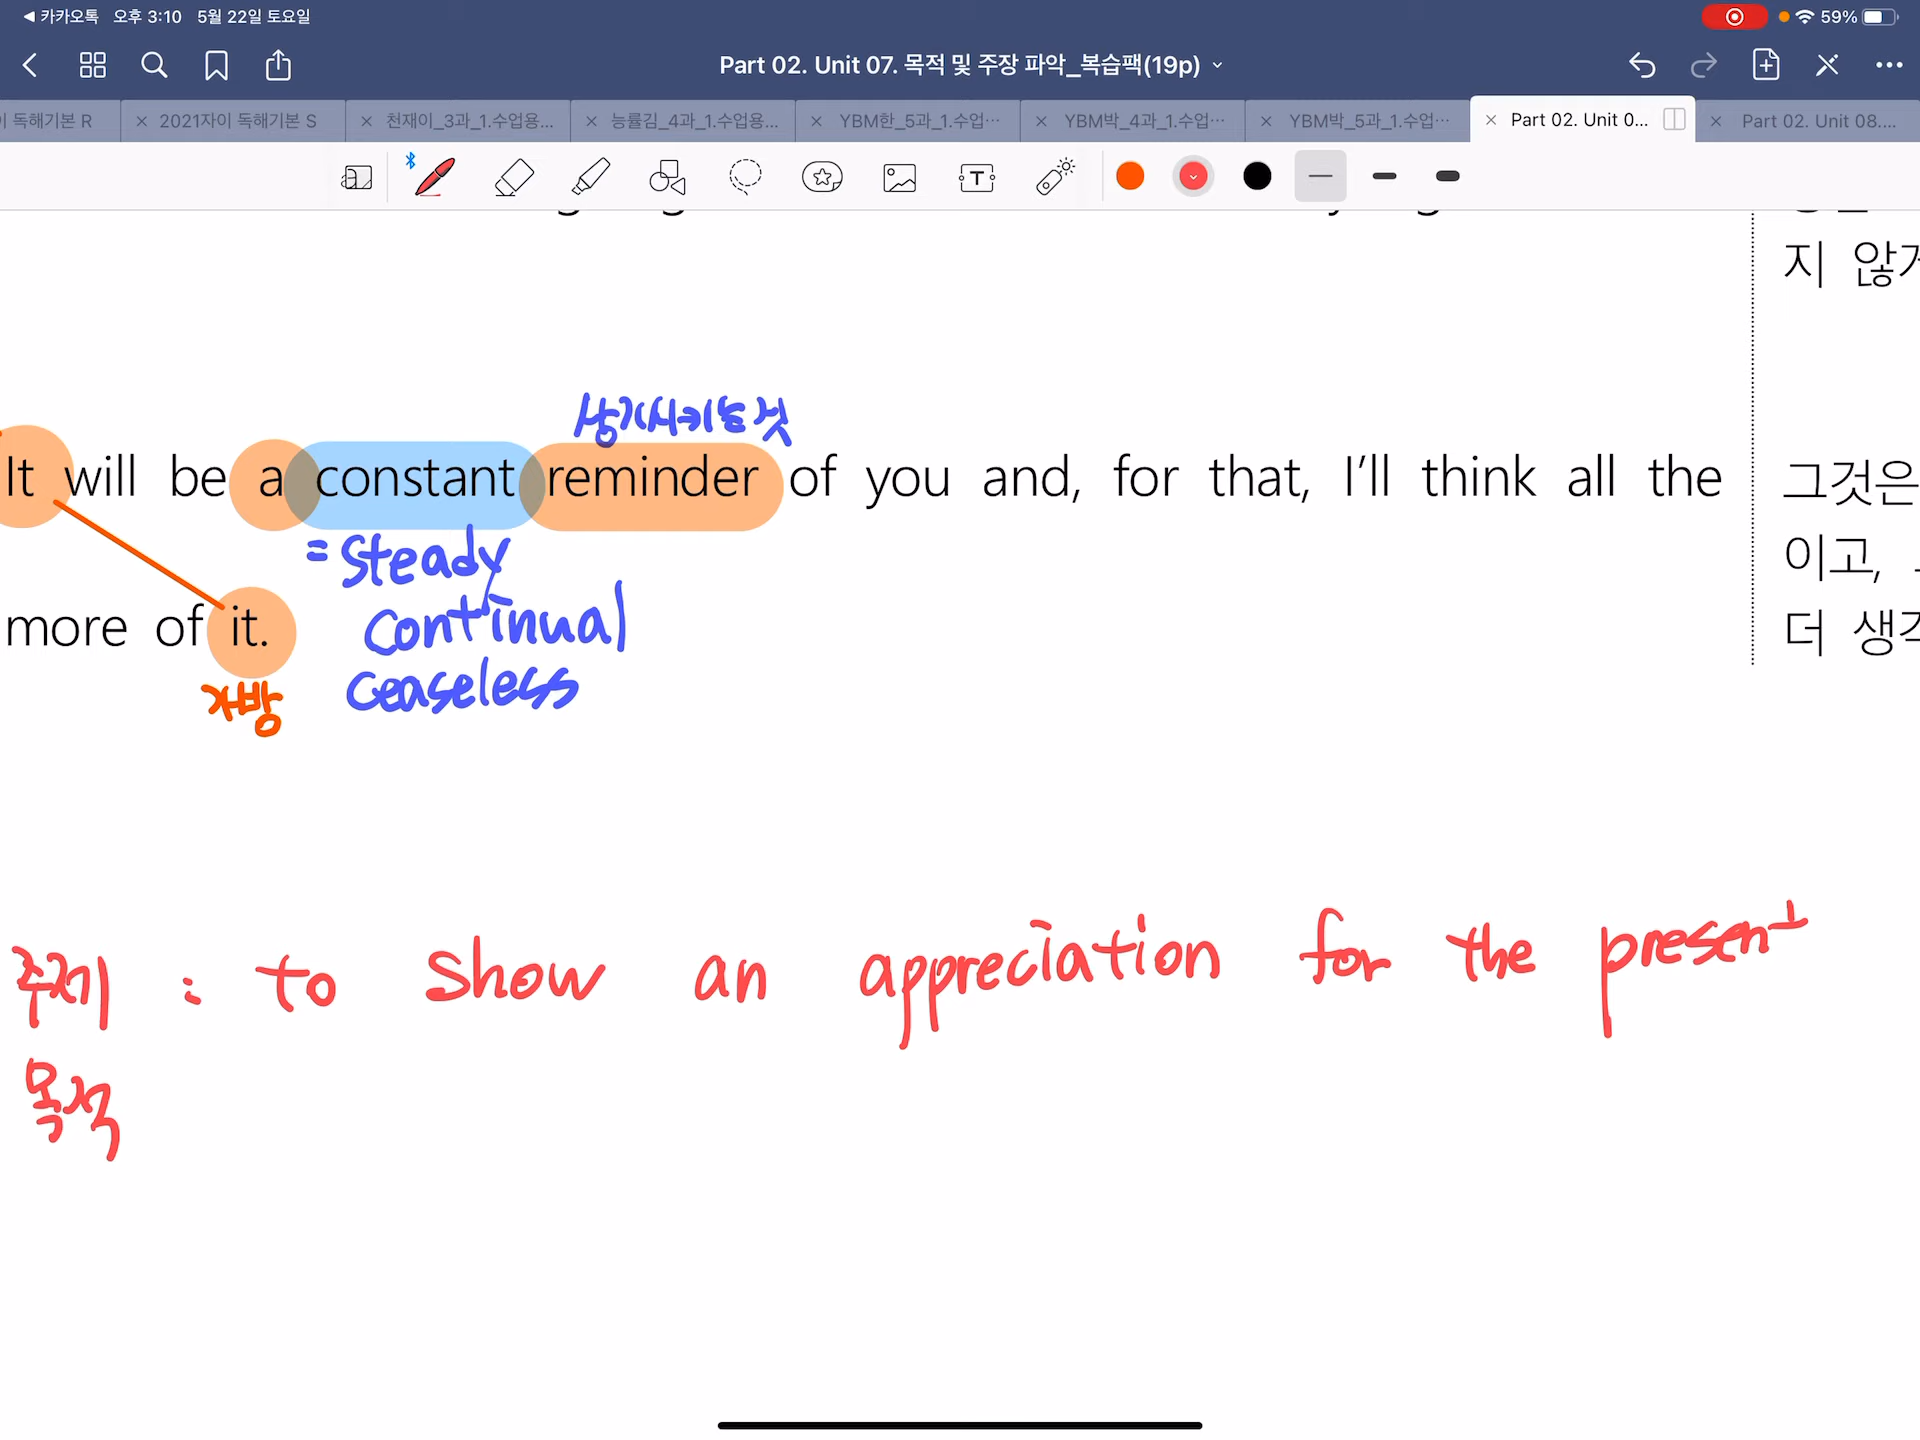 카카오톡 오후 3:10 5월 22일 토요일 59%
Part 02. Unit 07. 목적 및 주장 파악_복습팩(19p)
독해기본 R 2021자이 독해기본 S 천재이_3과_1.수업용... 능률김_4과_1.수업용... YBM한_5과_1.수업... YBM박_4과_1.수업... YBM박_5과_1.수업... Part 02. Unit 0... Part 02. Unit 08....
지 않게
상기시키는 것
It will be a constant reminder of you and, for that, I'll think all the
그것은
= steady
이고,
more of it.
continual
더 생각
가방
ceaseless
주제 : to show an appreciation for the present
목적